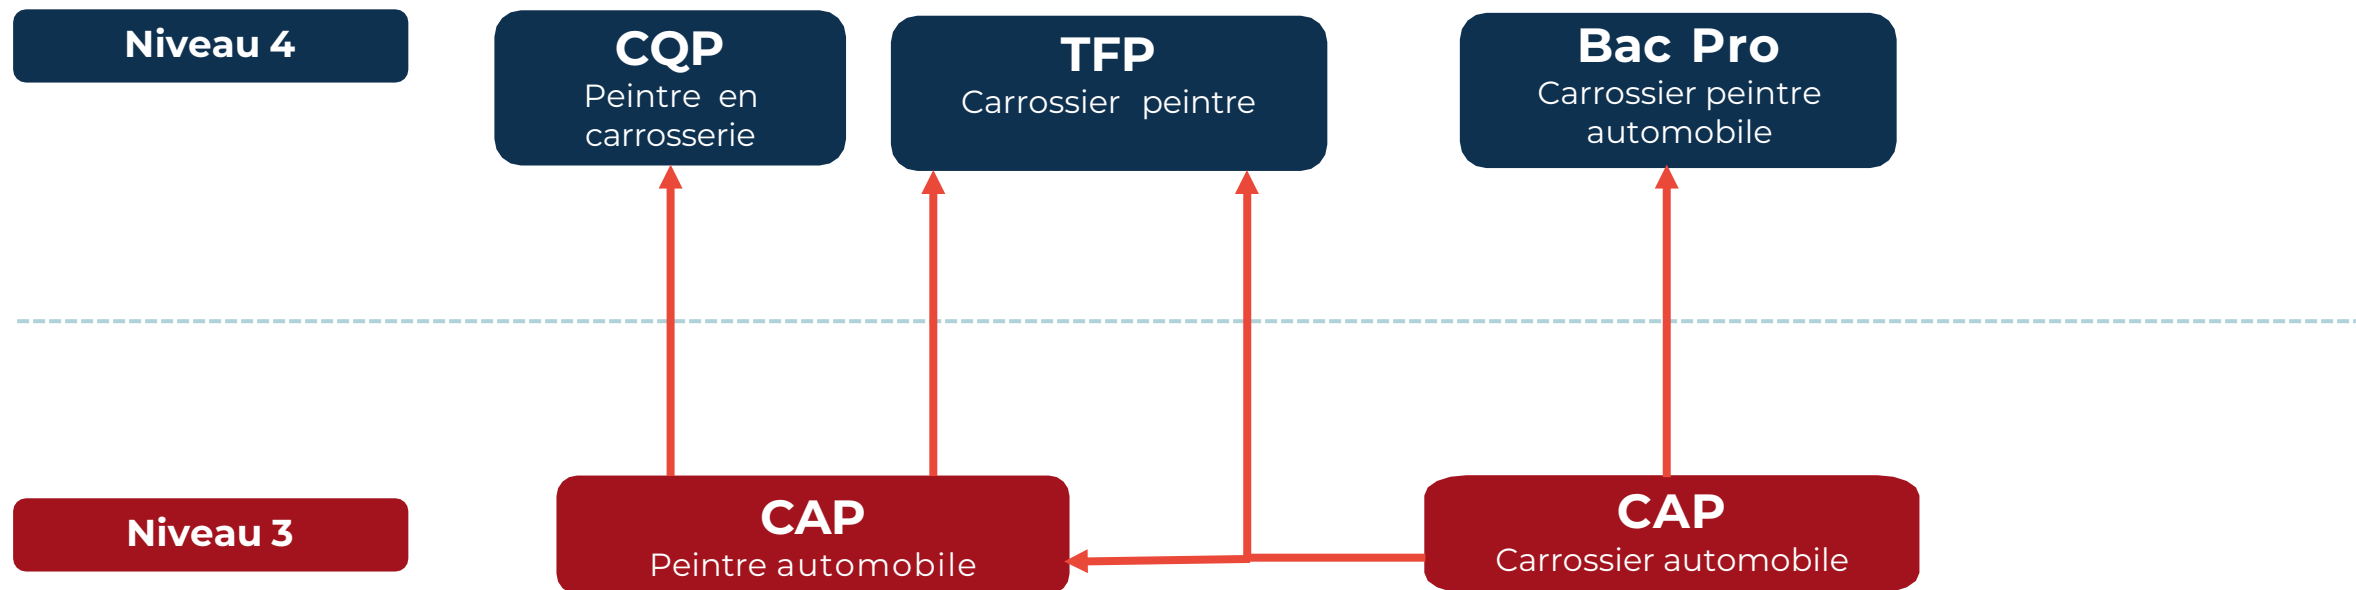 Niveau 4
CQP
Peintre en
carrosserie
TFP
Carrossier peintre
Bac Pro
Carrossier peintre
automobile
Niveau 3
CAP
Peintre automobile
CAP
Carrossier automobile